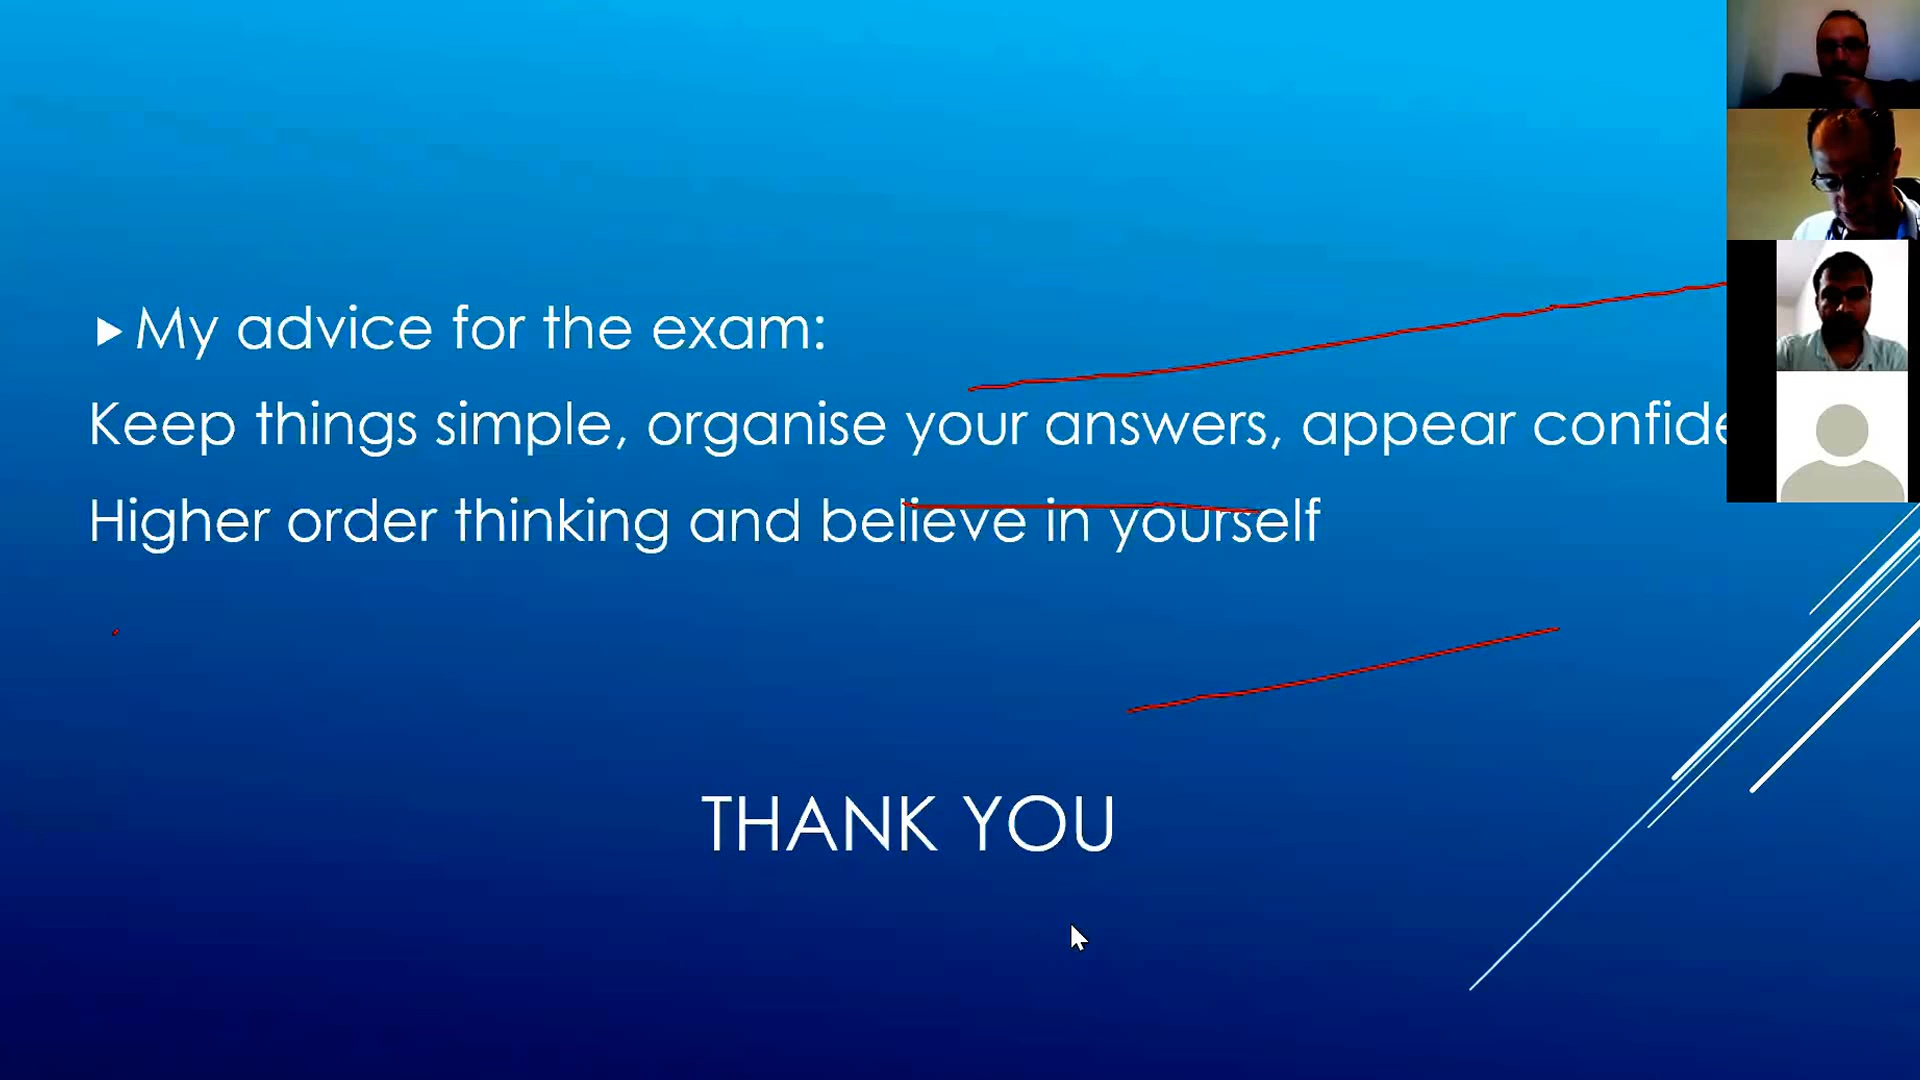 My advice for the exam:
Keep things simple, organise your answers, appear
Higher order thinking and believe in yourself
THANK YOU